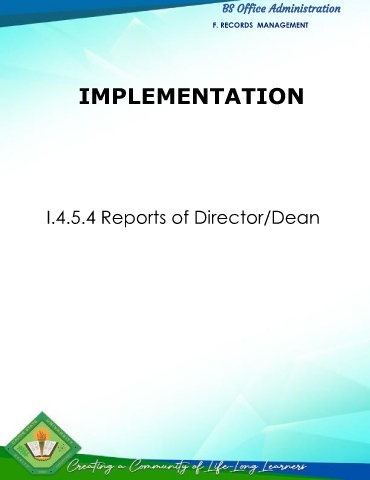 BS Office Administration
F. RECORDS MANAGEMENT
IMPLEMENTATION
I.4.5.4 Reports of Director/Dean
Creating a Community of Life-Long Learners